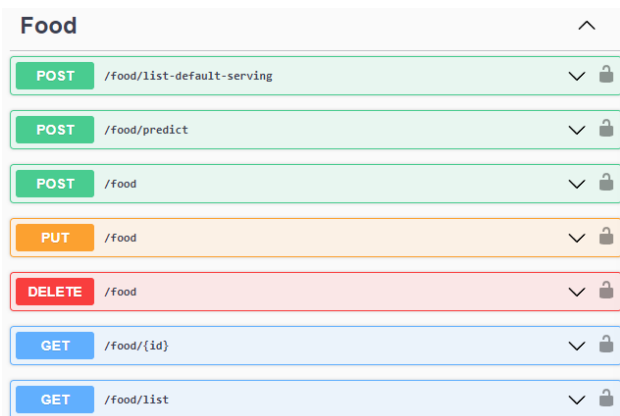 Food
POST /food/list-default-serving
POST /food/predict
POST /food
PUT /food
DELETE /food
GET /food/{id}
GET /food/list